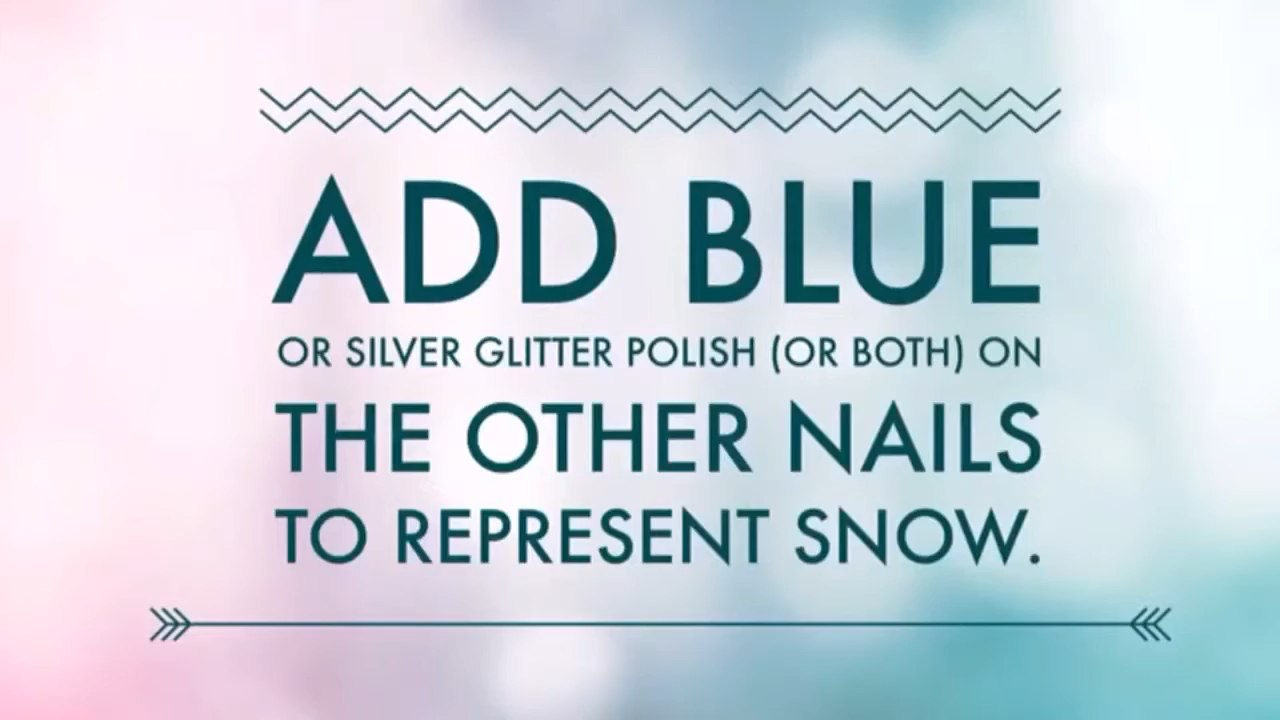 ADD BLUE
OR SILVER GLITTER POLISH (OR BOTH) ON
THE OTHER NAILS
TO REPRESENT SNOW.